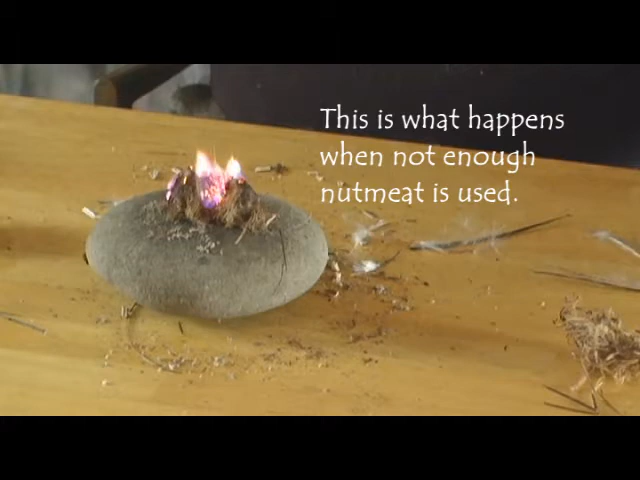 This is what happens
when not enough
nutmeat is used.